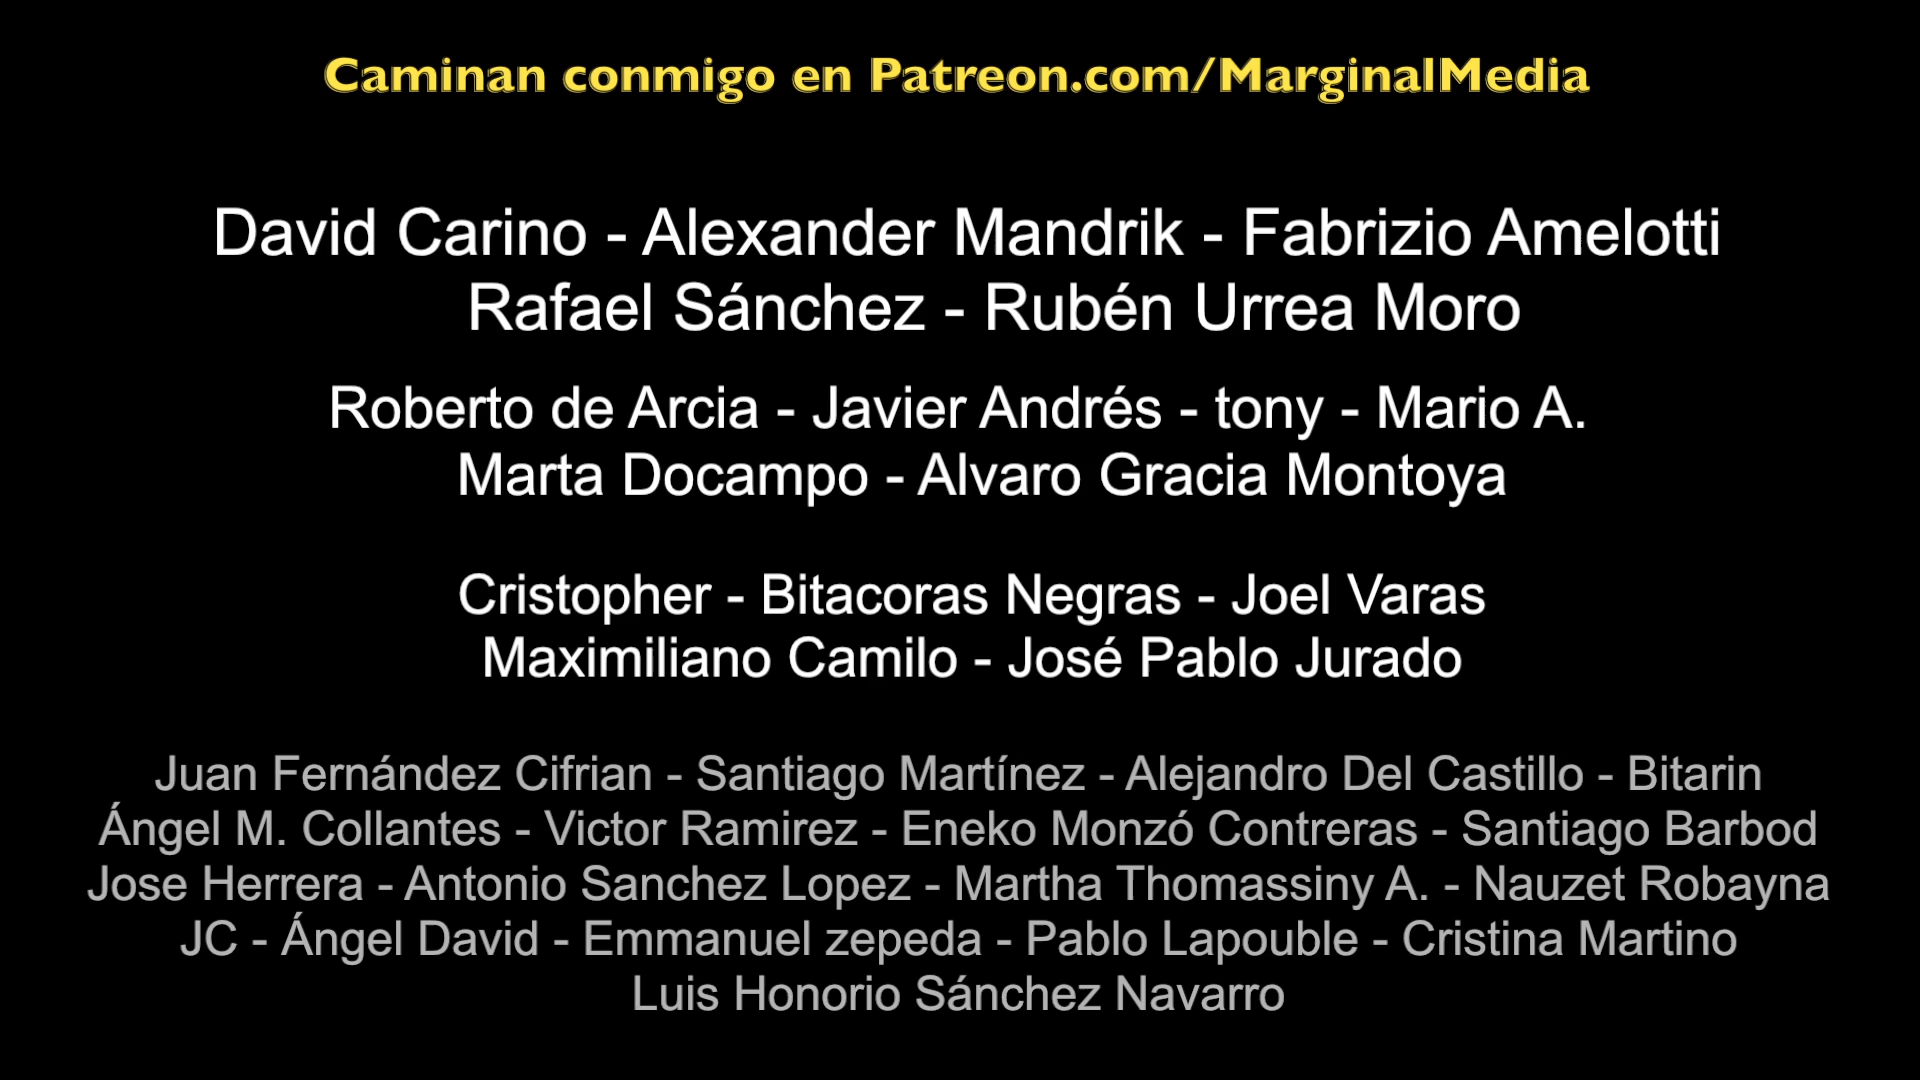 Caminan conmigo en Patreon.com/MarginalMedia
David Carino - Alexander Mandrik - Fabrizio Amelotti
Rafael Sánchez - Rubén Urrea Moro
Roberto de Arcia - Javier Andrés - tony - Mario A.
Marta Docampo - Alvaro Gracia Montoya
Cristopher - Bitacoras Negras - Joel Varas
Maximiliano Camilo - José Pablo Jurado
Juan Fernández Cifrian - Santiago Martínez - Alejandro Del Castillo - Bitarin
Ángel M. Collantes - Victor Ramirez - Eneko Monzó Contreras - Santiago Barbod
Jose Herrera - Antonio Sanchez Lopez - Martha Thomassiny A. - Nauzet Robayna
JC - Ángel David - Emmanuel zepeda - Pablo Lapouble - Cristina Martino
Luis Honorio Sánchez Navarro